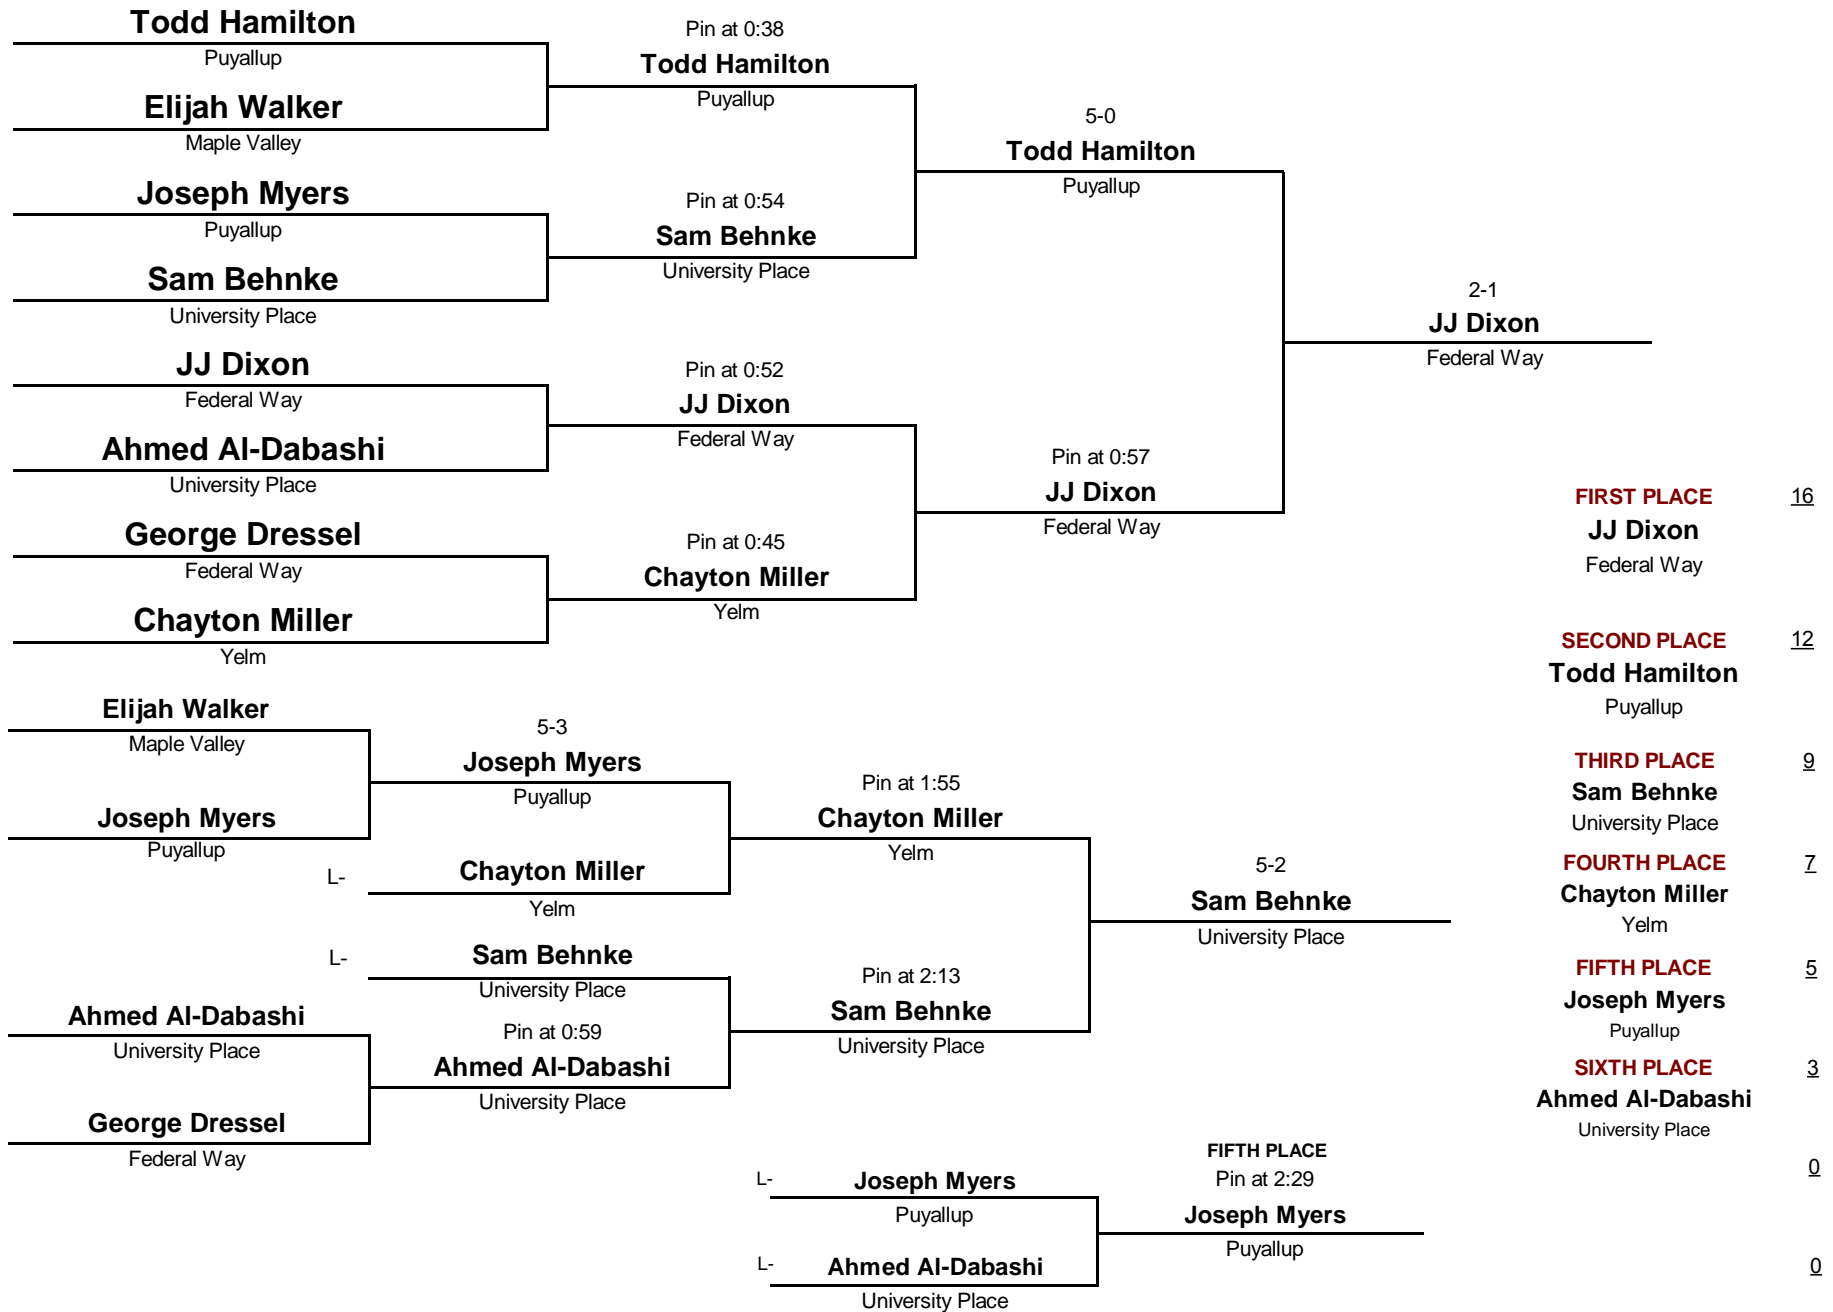 Todd Hamilton
Puyallup
Elijah Walker
Maple Valley
Joseph Myers
Puyallup
Sam Behnke
University Place
JJ Dixon
Federal Way
Ahmed Al-Dabashi
University Place
George Dressel
Federal Way
Chayton Miller
Yelm
Pin at 0:38
Todd Hamilton
Puyallup
Pin at 0:54
Sam Behnke
University Place
Pin at 0:52
JJ Dixon
Federal Way
Pin at 0:45
Chayton Miller
Yelm
5-0
Todd Hamilton
Puyallup
Pin at 0:57
JJ Dixon
Federal Way
2-1
JJ Dixon
Federal Way
Elijah Walker
Maple Valley
Joseph Myers
Puyallup
Ahmed Al-Dabashi
University Place
George Dressel
Federal Way
5-3
Joseph Myers
Puyallup
L- Chayton Miller
Yelm
L- Sam Behnke
University Place
Pin at 0:59
Ahmed Al-Dabashi
University Place
Pin at 1:55
Chayton Miller
Yelm
Pin at 2:13
Sam Behnke
University Place
5-2
Sam Behnke
University Place
L- Joseph Myers
Puyallup
L- Ahmed Al-Dabashi
University Place
FIFTH PLACE
Pin at 2:29
Joseph Myers
Puyallup
FIRST PLACE 16
JJ Dixon
Federal Way
SECOND PLACE 12
Todd Hamilton
Puyallup
THIRD PLACE 9
Sam Behnke
University Place
FOURTH PLACE 7
Chayton Miller
Yelm
FIFTH PLACE 5
Joseph Myers
Puyallup
SIXTH PLACE 3
Ahmed Al-Dabashi
University Place
0
0